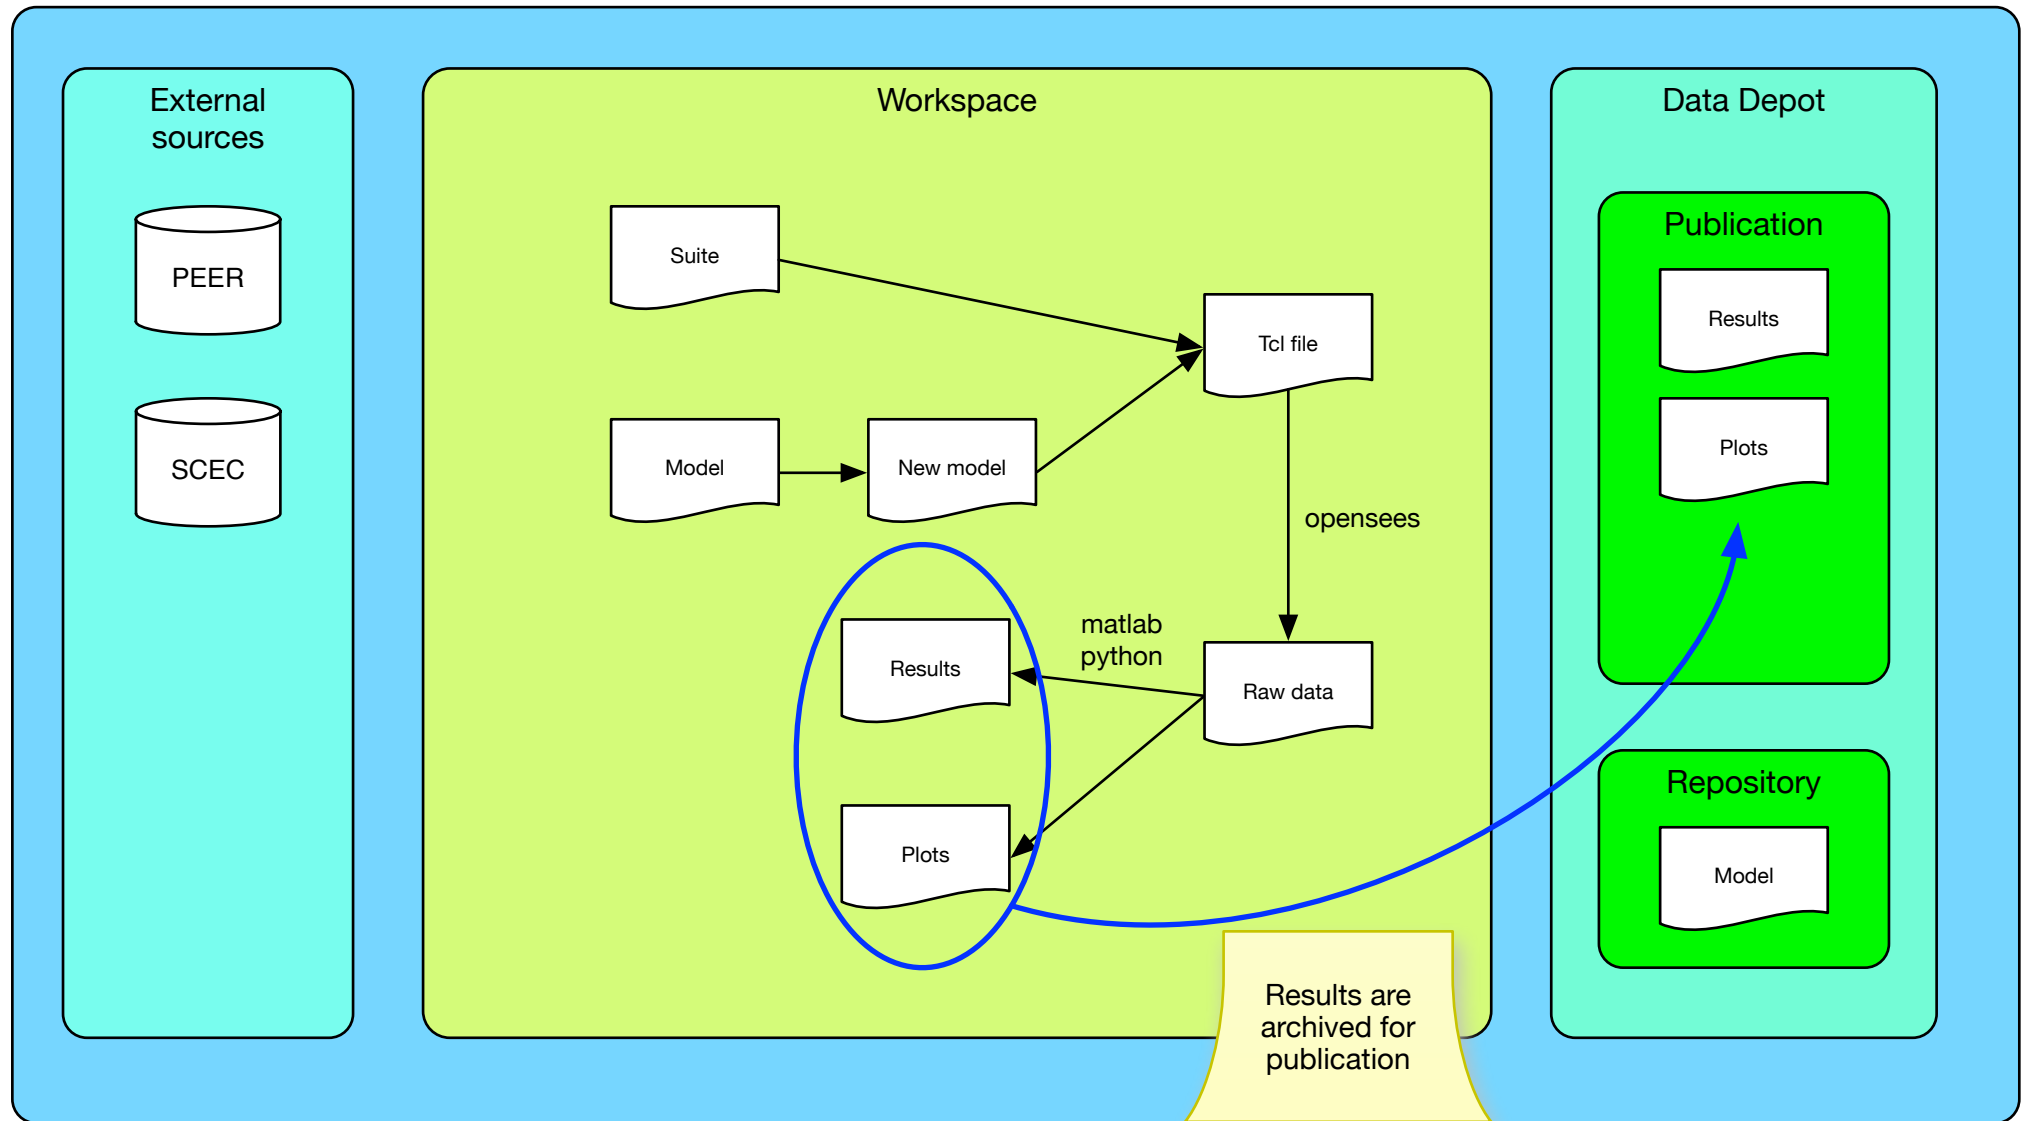 External
sources
PEER
SCEC
Workspace
Suite
Tcl file
Model
New model
opensees
matlab
python
Results
Raw data
Plots
Results are
archived for
publication
Data Depot
Publication
Results
Plots
Repository
Model